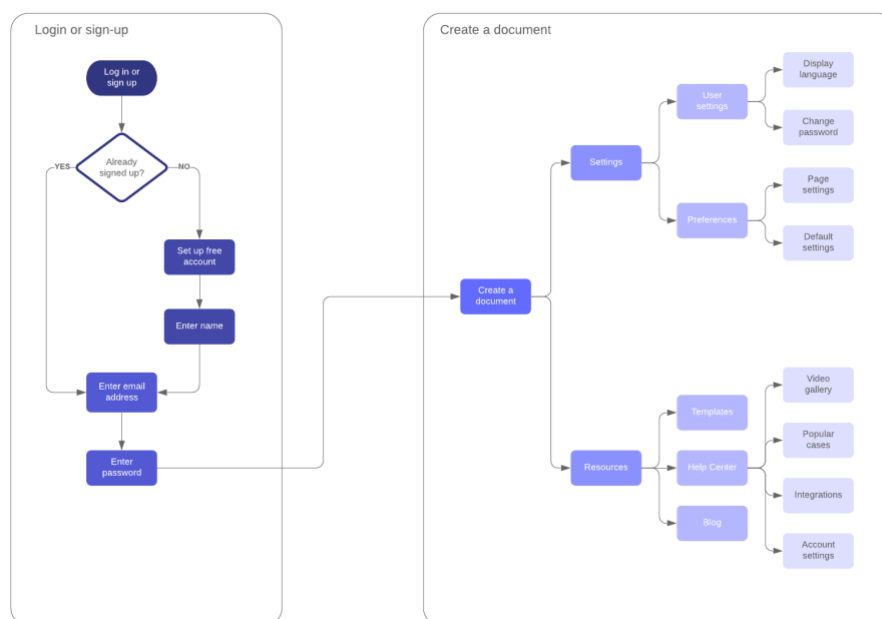 Login or sign-up
Log in or
sign up
Already
signed up?
YES
NO
Set up free
account
Enter name
Enter email
address
Enter
password
Create a document
Create a
document
Settings
User
settings
Display
language
Change
password
Preferences
Page
settings
Default
settings
Resources
Templates
Help Center
Blog
Video
gallery
Popular
cases
Integrations
Account
settings